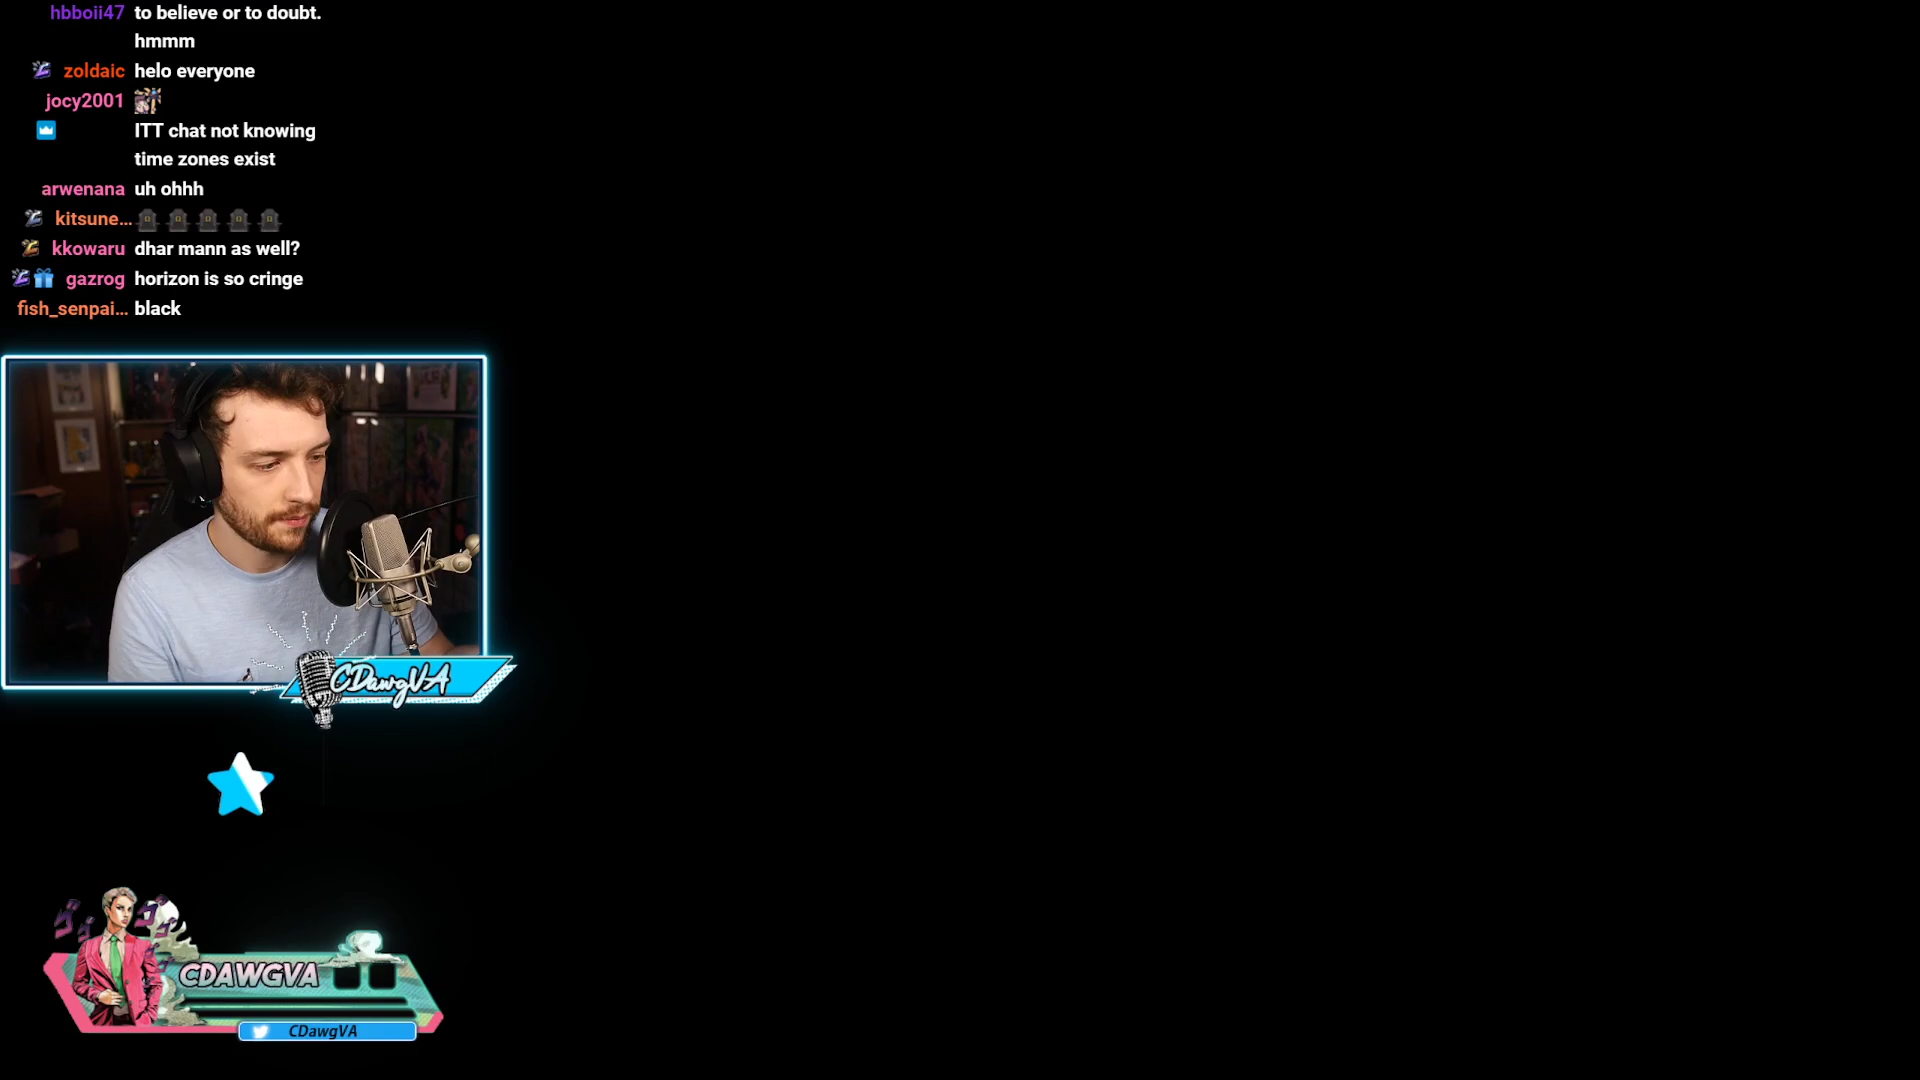 hbboii47 to believe or to doubt.
hmmm
zoldaic helo everyone
jocy2001
ITT chat not knowing
time zones exist
arwenana uh ohhh
kitsune...
kkowaru dhar mann as well?
gazrog horizon is so cringe
fish_senpai... black
CDawgVA
CDAWGVA
CDawgVA